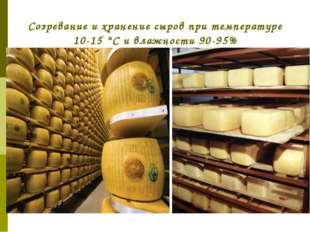 Созревание и хранение сыров при температуре
10-15 °С и влажности 90-95%